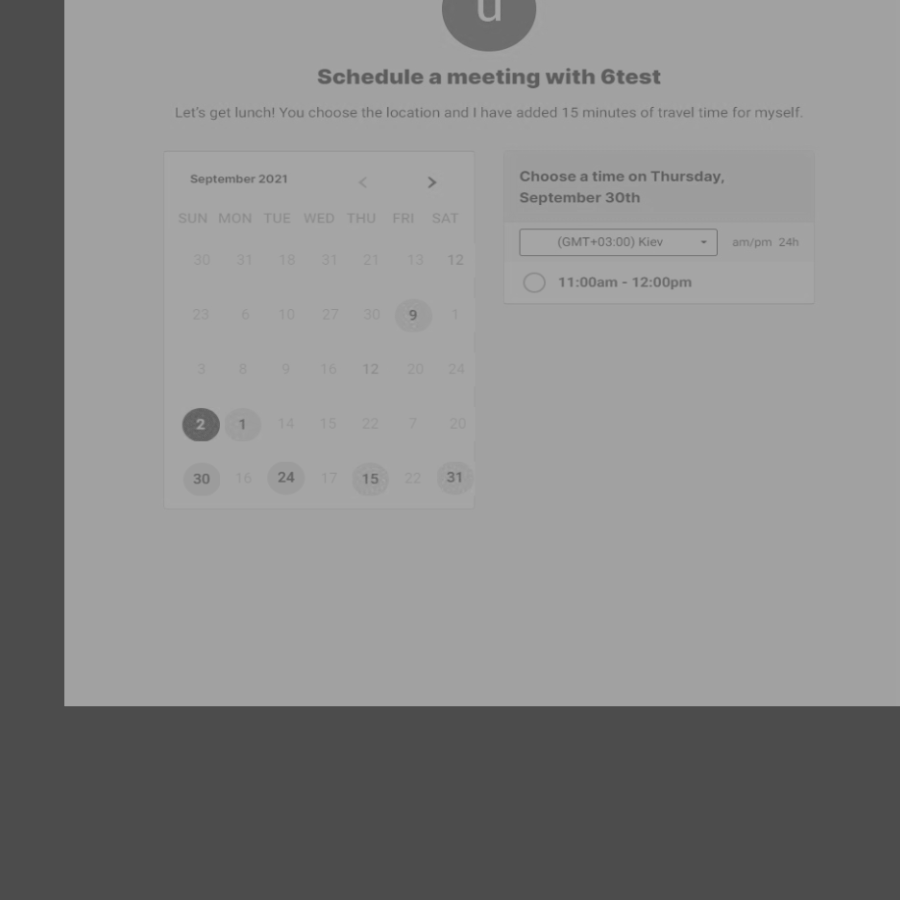 u
Schedule a meeting with 6test
Let's get lunch! You choose the location and I have added 15 minutes of travel time for myself.
September 2021
SUN MON TUE WED THU FRI SAT
30 31 18 31 21 13 12
23 6 10 27 30 9 1
3 8 9 16 12 20 24
2 1 14 15 22 7 20
30 16 24 17 15 22 31
Choose a time on Thursday,
September 30th
(GMT+03:00) Kiev am/pm 24h
11:00am - 12:00pm